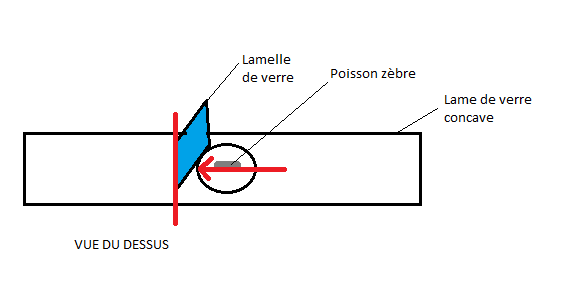 Lamelle
de verre
Poisson zèbre
Lame de verre
concave
VUE DU DESSUS